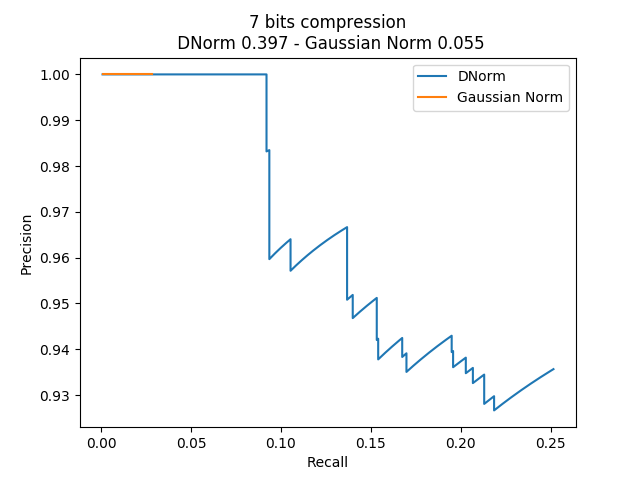 7 bits compression
DNorm 0.397 - Gaussian Norm 0.055
DNorm
Gaussian Norm
1.00
0.99
0.98
0.97
0.96
0.95
0.94
0.93
Precision
0.00 0.05 0.10 0.15 0.20 0.25
Recall